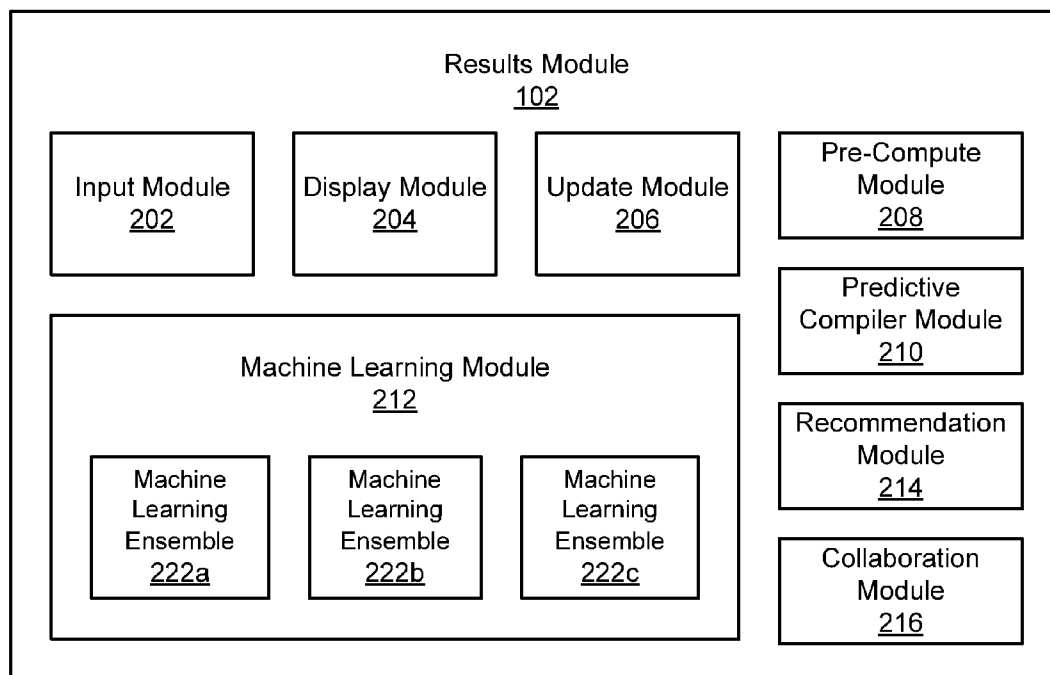 Results Module
102
Input Module
202
Display Module
204
Update Module
206
Pre-Compute
Module
208
Predictive
Compiler Module
210
Machine Learning Module
212
Machine
Learning
Ensemble
222a
Machine
Learning
Ensemble
222b
Machine
Learning
Ensemble
222c
Recommendation
Module
214
Collaboration
Module
216